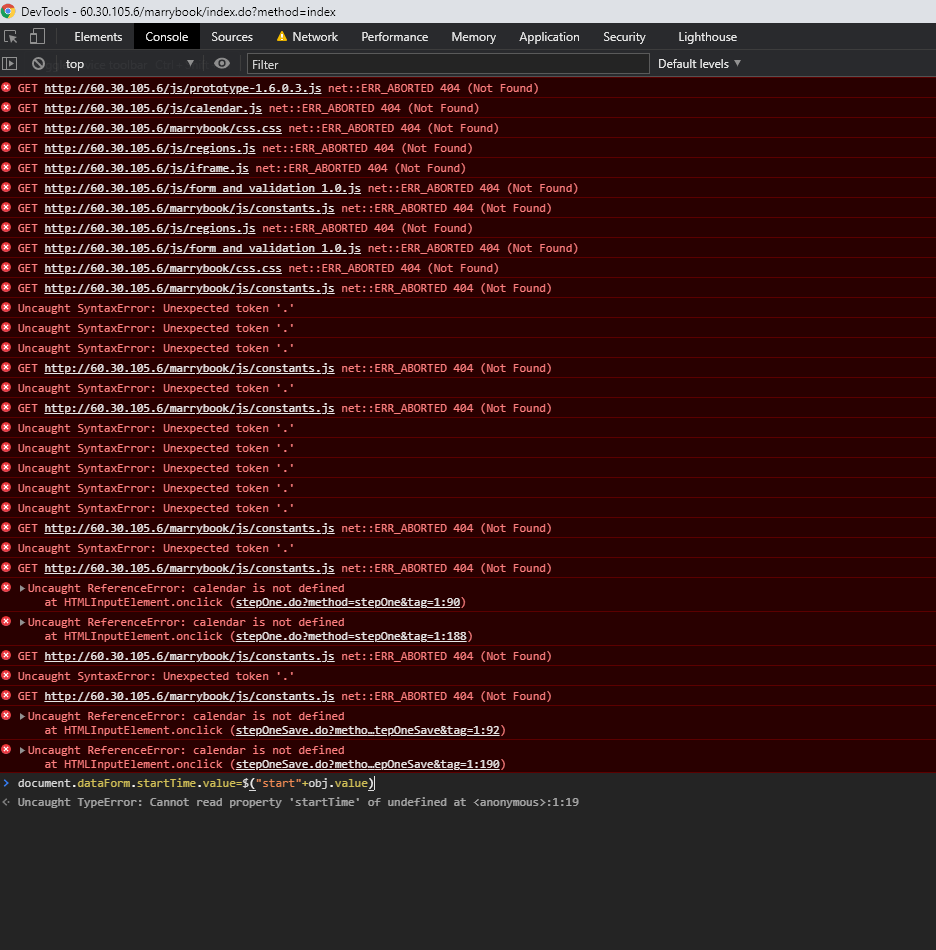 DevTools - 60.30.105.6/marrybook/index.do?method=index
Elements Console Sources Network Performance Memory Application Security Lighthouse
top Filter Default levels
GET http://60.30.105.6/js/prototype-1.6.0.3.js net::ERR_ABORTED 404 (Not Found)
GET http://60.30.105.6/js/calendar.js net::ERR_ABORTED 404 (Not Found)
GET http://60.30.105.6/marrybook/css.css net::ERR_ABORTED 404 (Not Found)
GET http://60.30.105.6/js/regions.js net::ERR_ABORTED 404 (Not Found)
GET http://60.30.105.6/js/iframe.js net::ERR_ABORTED 404 (Not Found)
GET http://60.30.105.6/js/form_and_validation_1.0.js net::ERR_ABORTED 404 (Not Found)
GET http://60.30.105.6/marrybook/js/constants.js net::ERR_ABORTED 404 (Not Found)
GET http://60.30.105.6/js/regions.js net::ERR_ABORTED 404 (Not Found)
GET http://60.30.105.6/js/form_and_validation_1.0.js net::ERR_ABORTED 404 (Not Found)
GET http://60.30.105.6/marrybook/css.css net::ERR_ABORTED 404 (Not Found)
GET http://60.30.105.6/marrybook/js/constants.js net::ERR_ABORTED 404 (Not Found)
Uncaught SyntaxError: Unexpected token '.'
Uncaught SyntaxError: Unexpected token '.'
Uncaught SyntaxError: Unexpected token '.'
GET http://60.30.105.6/marrybook/js/constants.js net::ERR_ABORTED 404 (Not Found)
Uncaught SyntaxError: Unexpected token '.'
GET http://60.30.105.6/marrybook/js/constants.js net::ERR_ABORTED 404 (Not Found)
Uncaught SyntaxError: Unexpected token '.'
Uncaught SyntaxError: Unexpected token '.'
Uncaught SyntaxError: Unexpected token '.'
Uncaught SyntaxError: Unexpected token '.'
Uncaught SyntaxError: Unexpected token '.'
GET http://60.30.105.6/marrybook/js/constants.js net::ERR_ABORTED 404 (Not Found)
Uncaught SyntaxError: Unexpected token '.'
GET http://60.30.105.6/marrybook/js/constants.js net::ERR_ABORTED 404 (Not Found)
Uncaught ReferenceError: calendar is not defined
at HTMLInputElement.onclick (stepOne.do?method=stepOne&tag=1:90)
Uncaught ReferenceError: calendar is not defined
at HTMLInputElement.onclick (stepOne.do?method=stepOne&tag=1:188)
GET http://60.30.105.6/marrybook/js/constants.js net::ERR_ABORTED 404 (Not Found)
Uncaught SyntaxError: Unexpected token '.'
GET http://60.30.105.6/marrybook/js/constants.js net::ERR_ABORTED 404 (Not Found)
Uncaught ReferenceError: calendar is not defined
at HTMLInputElement.onclick (stepOneSave.do?metho…tepOneSave&tag=1:92)
Uncaught ReferenceError: calendar is not defined
at HTMLInputElement.onclick (stepOneSave.do?metho…epOneSave&tag=1:190)
document.dataForm.startTime.value=$("start"+obj.value)
Uncaught TypeError: Cannot read property 'startTime' of undefined at <anonymous>:1:19